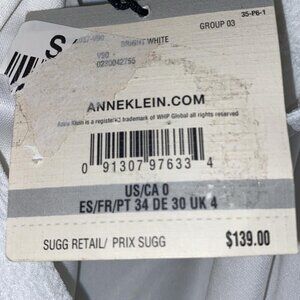 35-P6-1
GROUP 03
S
BRIGHT WHITE
V90
0230042755
ANNEKLEIN.COM
Anne Klein is a registered trademark of WHP Global all rights reserved
0 91307 97633 4
US/CA 0
ES/FR/PT 34 DE 30 UK 4
SUGG RETAIL/ PRIX SUGG $139.00